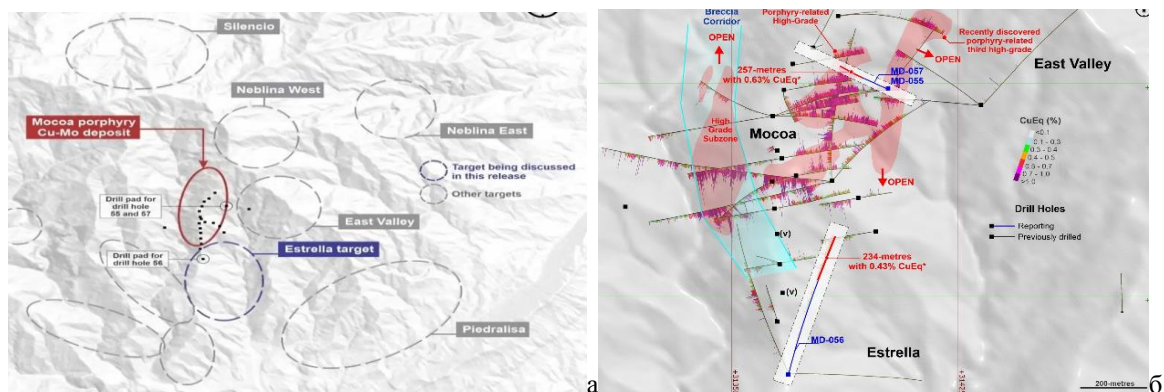 Silencio
Neblina West
Neblina East
Mocoa porphyry
Cu-Mo deposit
Target being discussed
in this release
Other targets
Drill pad for
drill hole
55 and 57
East Valley
Estrella target
Drill pad for
drill hole 56
Piedralisa
а
Breccia
Corridor
OPEN
Porphyry-related
High-Grade
Recently discovered
porphyry-related
third high-grade
OPEN
East Valley
257-metres
with 0.63% CuEq*
MD-057
MD-055
High-
Grade
Subzone
Mocoa
CuEq (%)
<0.1
0.1 - 0.3
0.3 - 0.4
0.4 - 0.5
0.5 - 0.7
0.7 - 1.0
>1.0
OPEN
Drill Holes
Reporting
Previously drilled
(v)
234-metres
with 0.43% CuEq*
(v)
MD-056
Estrella
200-metres
б